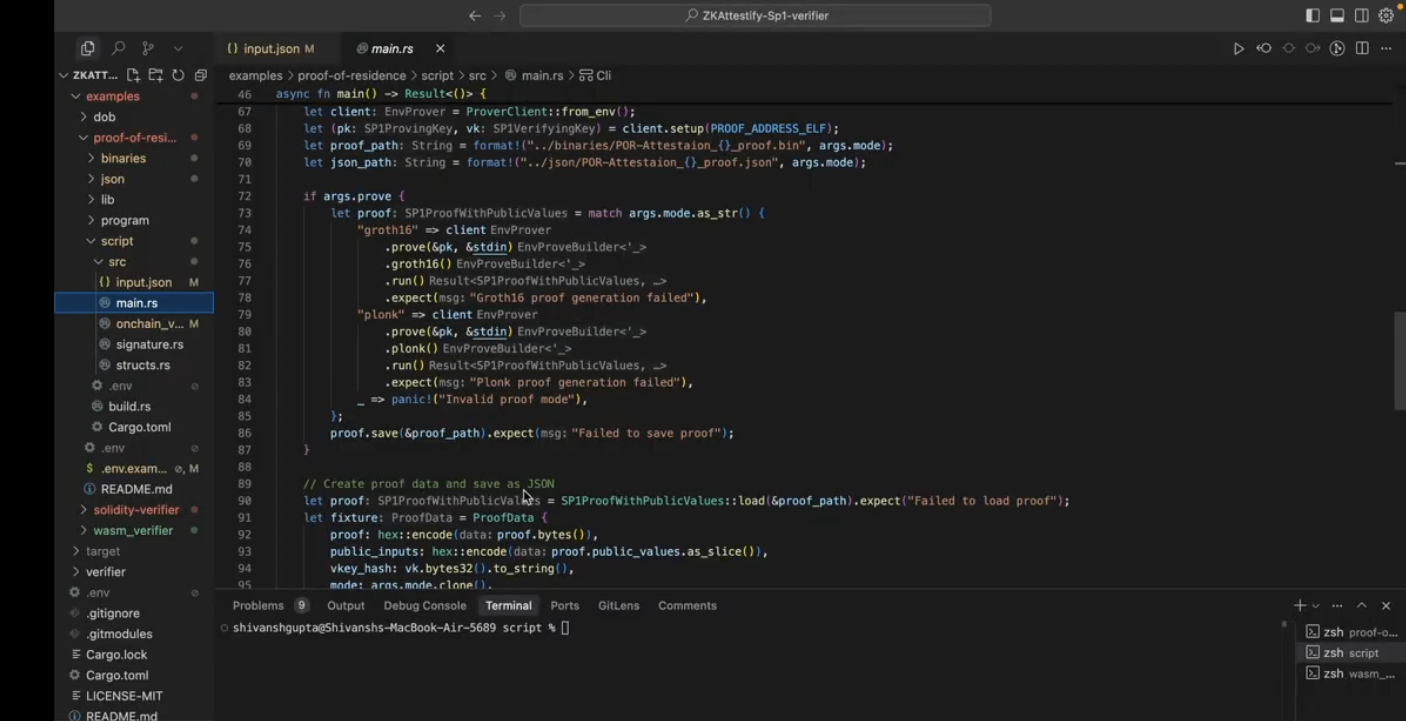 ZKAttestify-Sp1-verifier
ZKATT...
{} input.json M
main.rs
examples > proof-of-residence > script > src > main.rs > Cli
examples
dob
proof-of-resi...
binaries
json
lib
program
script
src
{} input.json M
main.rs
onchain_v... M
signature.rs
structs.rs
.env
build.rs
Cargo.toml
.env
$ .env.exam... M
README.md
solidity-verifier
wasm_verifier
target
verifier
.env
.gitignore
.gitmodules
Cargo.lock
Cargo.toml
LICENSE-MIT
README.md
46 async fn main() -> Result<()> {
67 let client: EnvProver = ProverClient::from_env();
68 let (pk: SP1ProvingKey, vk: SP1VerifyingKey) = client.setup(PROOF_ADDRESS_ELF);
69 let proof_path: String = format!("../binaries/POR-Attestaion_{}_proof.bin", args.mode);
70 let json_path: String = format!("../json/POR-Attestation_{}_proof.json", args.mode);
71
72 if args.prove {
73 let proof: SP1ProofWithPublicValues = match args.mode.as_str() {
74 "groth16" => client EnvProver
75 .prove(&pk, &stdin) EnvProveBuilder<'_>
76 .groth16() EnvProveBuilder<'_>
77 .run() Result<SP1ProofWithPublicValues, …>
78 .expect(msg: "Groth16 proof generation failed"),
79 "plonk" => client EnvProver
80 .prove(&pk, &stdin) EnvProveBuilder<'_>
81 .plonk() EnvProveBuilder<'_>
82 .run() Result<SP1ProofWithPublicValues, …>
83 .expect(msg: "Plonk proof generation failed"),
84 _ => panic!("Invalid proof mode"),
85 };
86 proof.save(&proof_path).expect(msg: "Failed to save proof");
87 }
88
89 // Create proof data and save as JSON
90 let proof: SP1ProofWithPublicValues = SP1ProofWithPublicValues::load(&proof_path).expect("Failed to load proof");
91 let fixture: ProofData = ProofData {
92 proof: hex::encode(data: proof.bytes()),
93 public_inputs: hex::encode(data: proof.public_values.as_slice()),
94 vkey_hash: vk.bytes32().to_string(),
95 mode: args.mode.clone(),
Problems 9 Output Debug Console Terminal Ports GitLens Comments
shivanshgupta@Shivanshs-MacBook-Air-5689 script %
zsh proof-o...
zsh script
zsh wasm_...